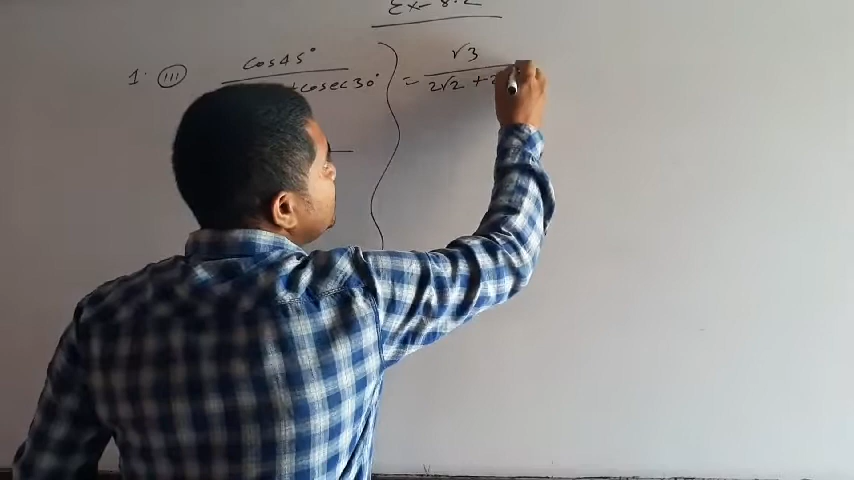 Ex- 8.2
1. (iii) cos45°
+cosec30°
= √3
2√2 +2